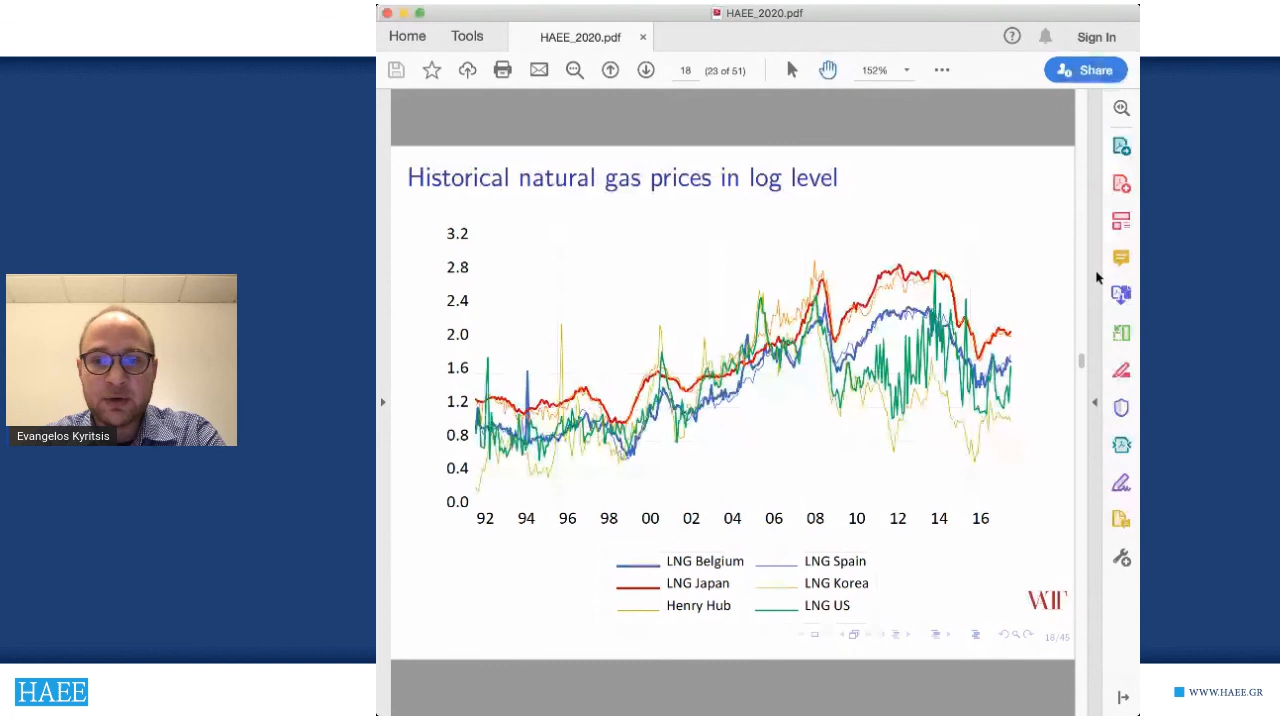 HAEE_2020.pdf
Home Tools HAEE_2020.pdf × Sign In
18 (23 of 51) 152% Share
Historical natural gas prices in log level
3.2
2.8
2.4
2.0
1.6
1.2
0.8
0.4
0.0
92 94 96 98 00 02 04 06 08 10 12 14 16
LNG Belgium LNG Spain
LNG Japan LNG Korea
Henry Hub LNG US
18/45
Evangelos Kyritsis
HAEE
WWW.HAEE.GR